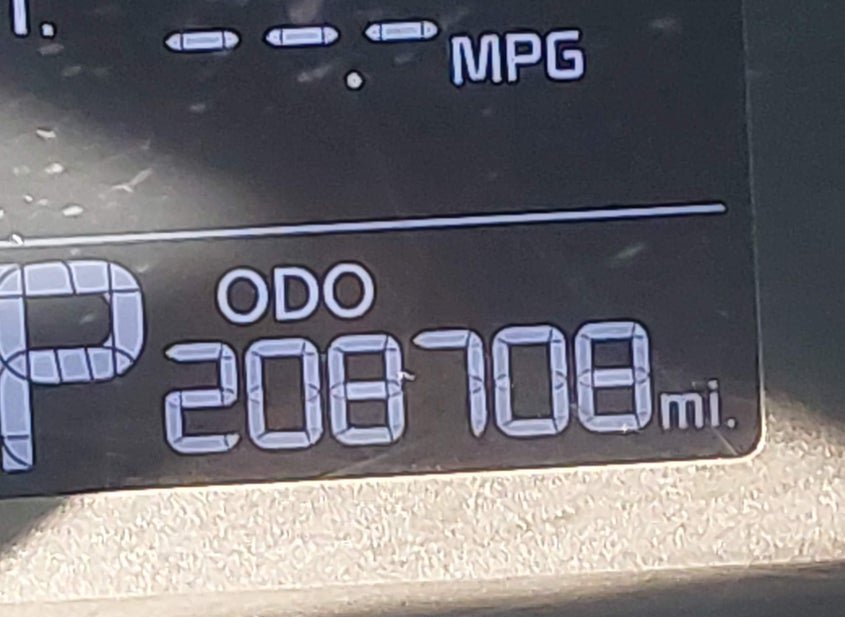 --.- MPG
ODO
P 208708 mi.